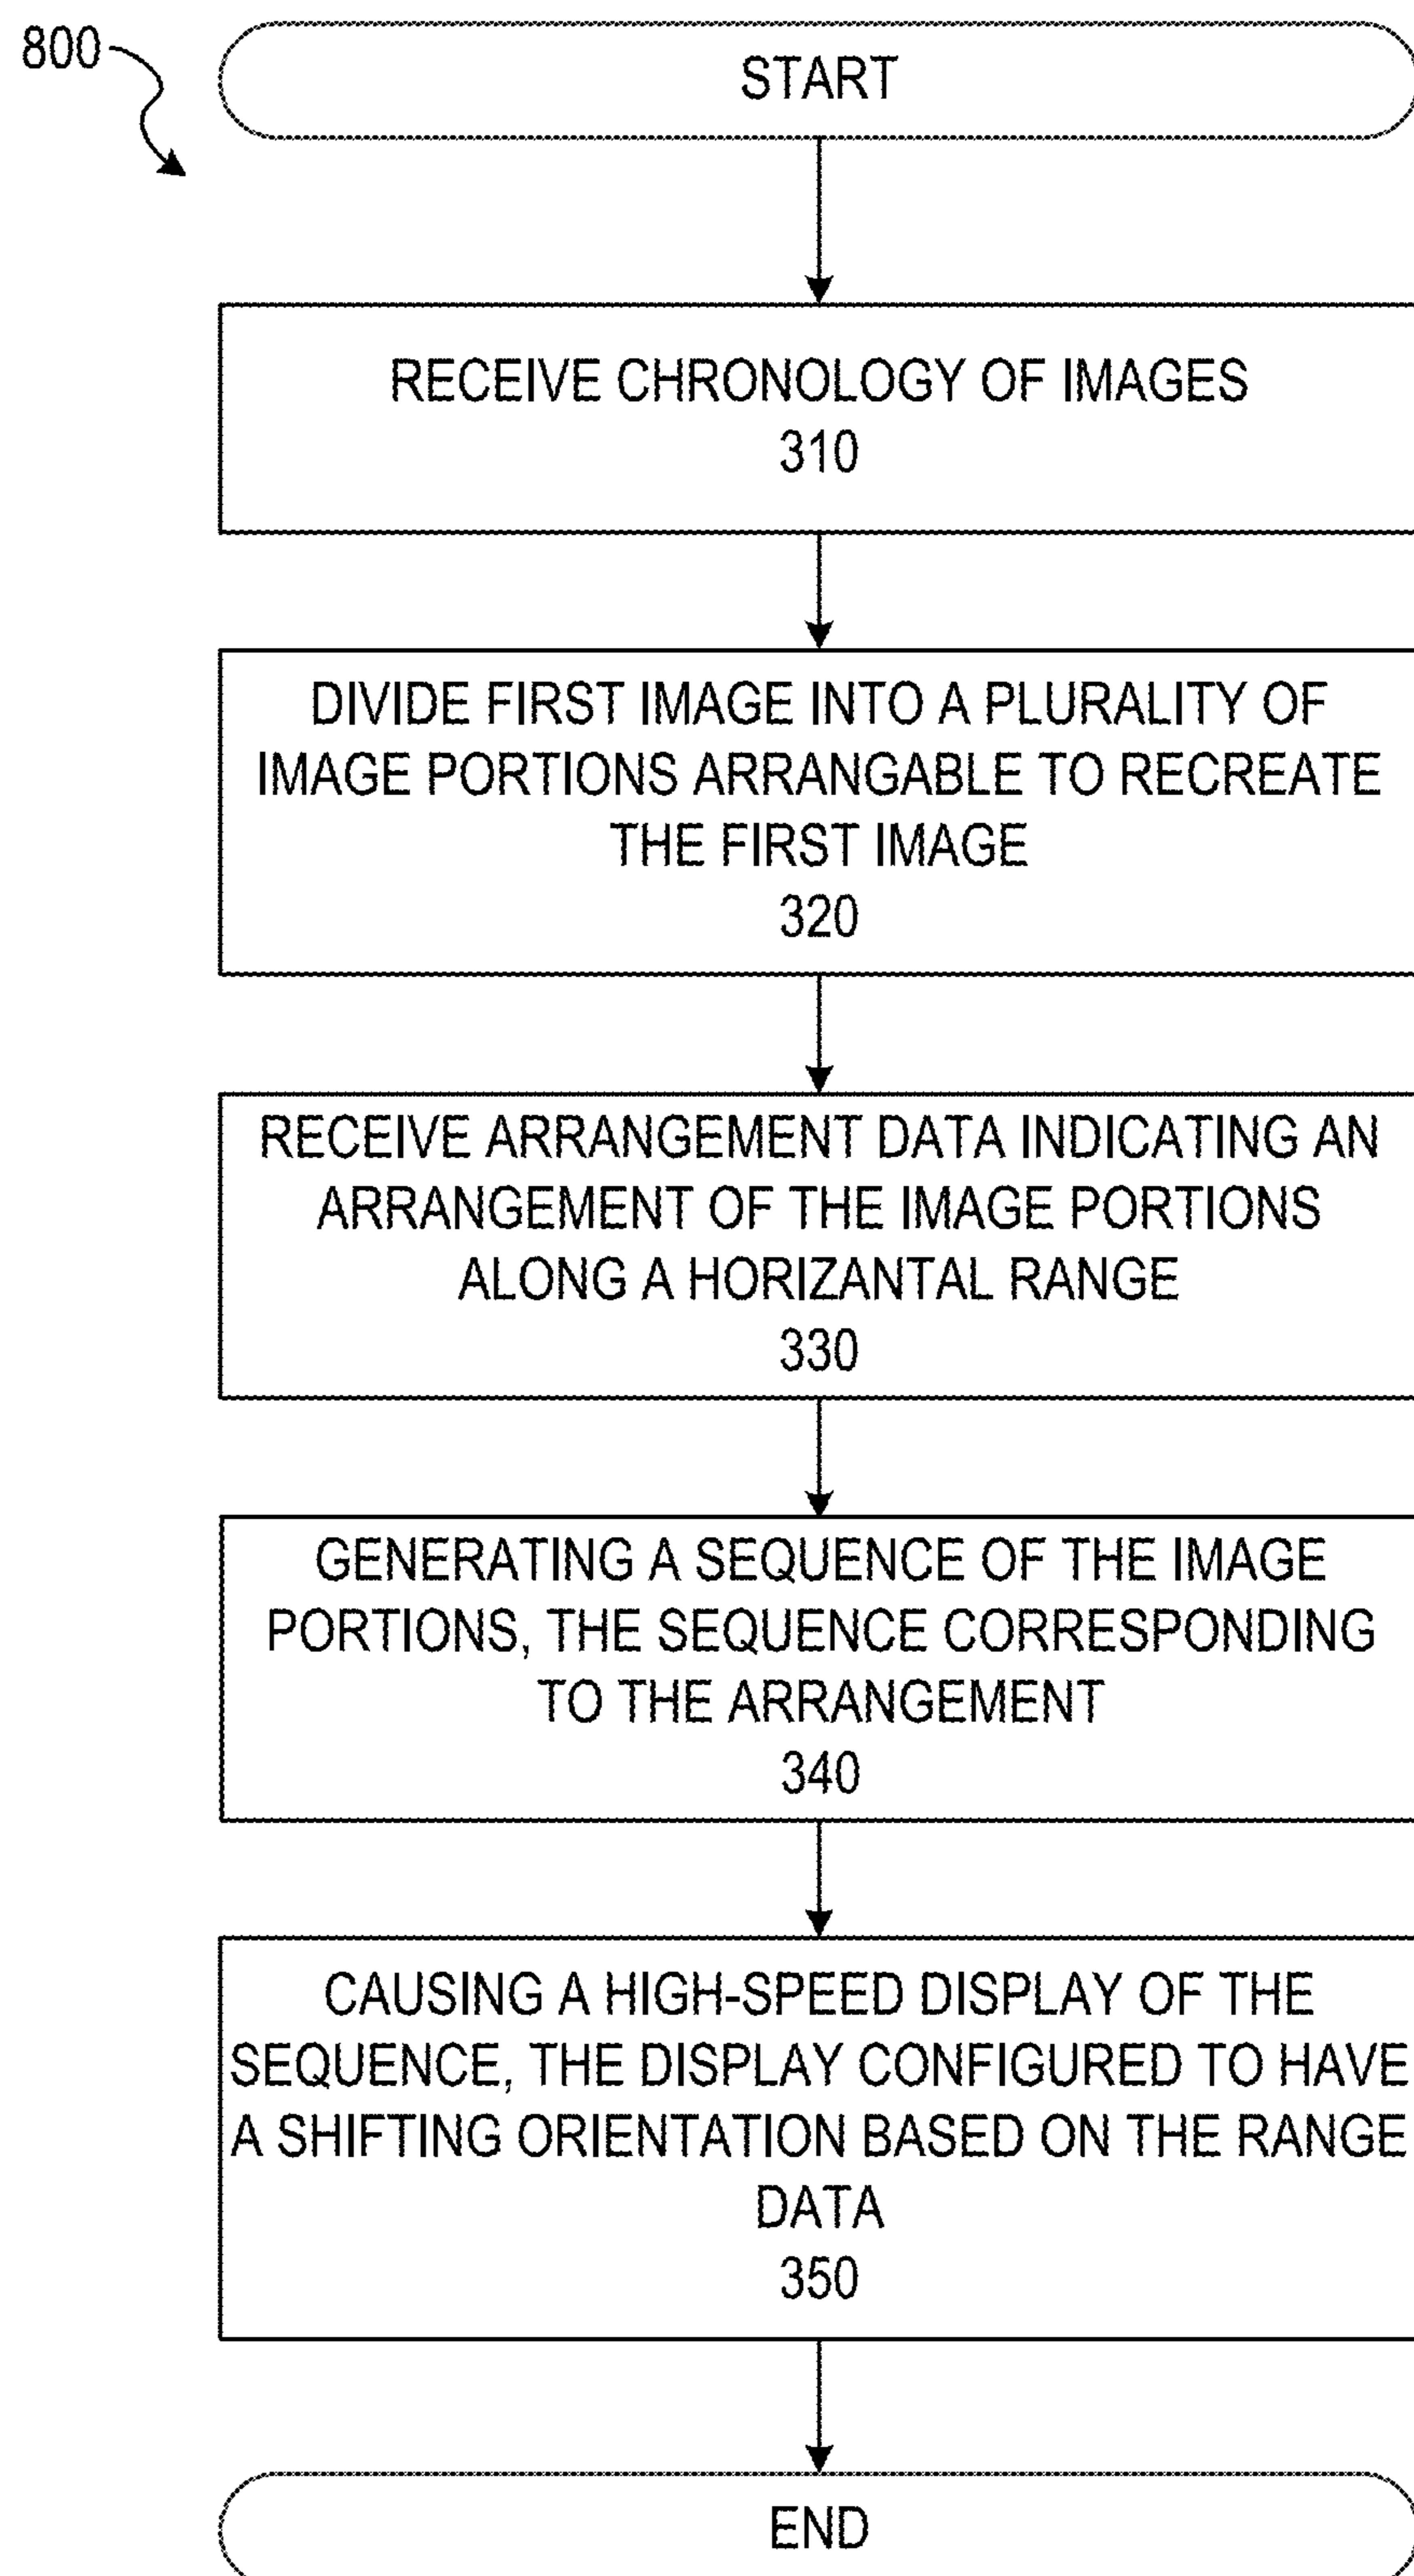 800
START
RECEIVE CHRONOLOGY OF IMAGES
310
DIVIDE FIRST IMAGE INTO A PLURALITY OF
IMAGE PORTIONS ARRANGABLE TO RECREATE
THE FIRST IMAGE
320
RECEIVE ARRANGEMENT DATA INDICATING AN
ARRANGEMENT OF THE IMAGE PORTIONS
ALONG A HORIZANTAL RANGE
330
GENERATING A SEQUENCE OF THE IMAGE
PORTIONS, THE SEQUENCE CORRESPONDING
TO THE ARRANGEMENT
340
CAUSING A HIGH-SPEED DISPLAY OF THE
SEQUENCE, THE DISPLAY CONFIGURED TO HAVE
A SHIFTING ORIENTATION BASED ON THE RANGE
DATA
350
END